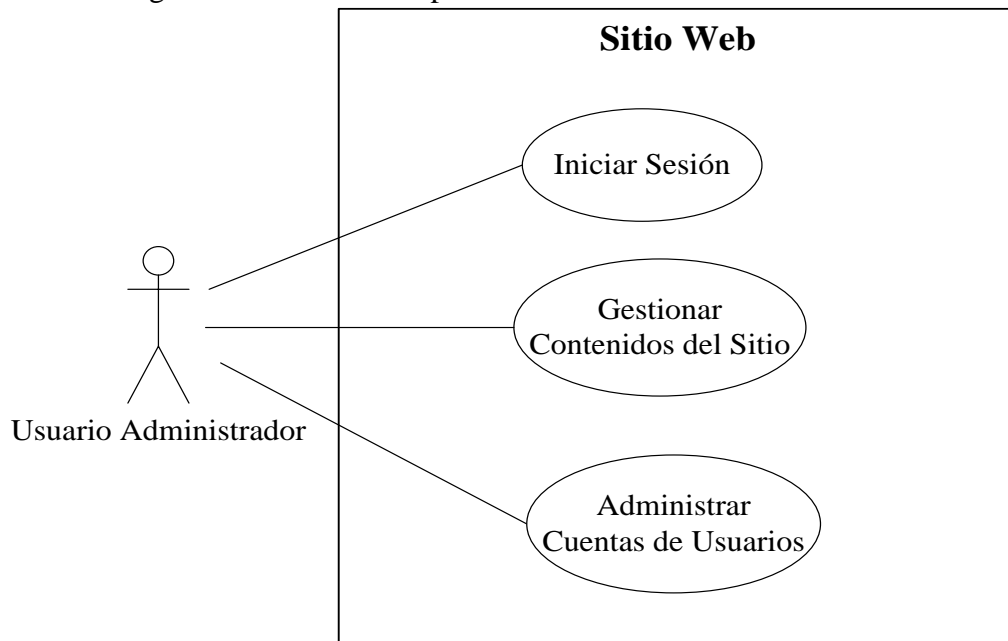 Sitio Web
Iniciar Sesión
Gestionar
Contenidos del Sitio
Usuario Administrador
Administrar
Cuentas de Usuarios